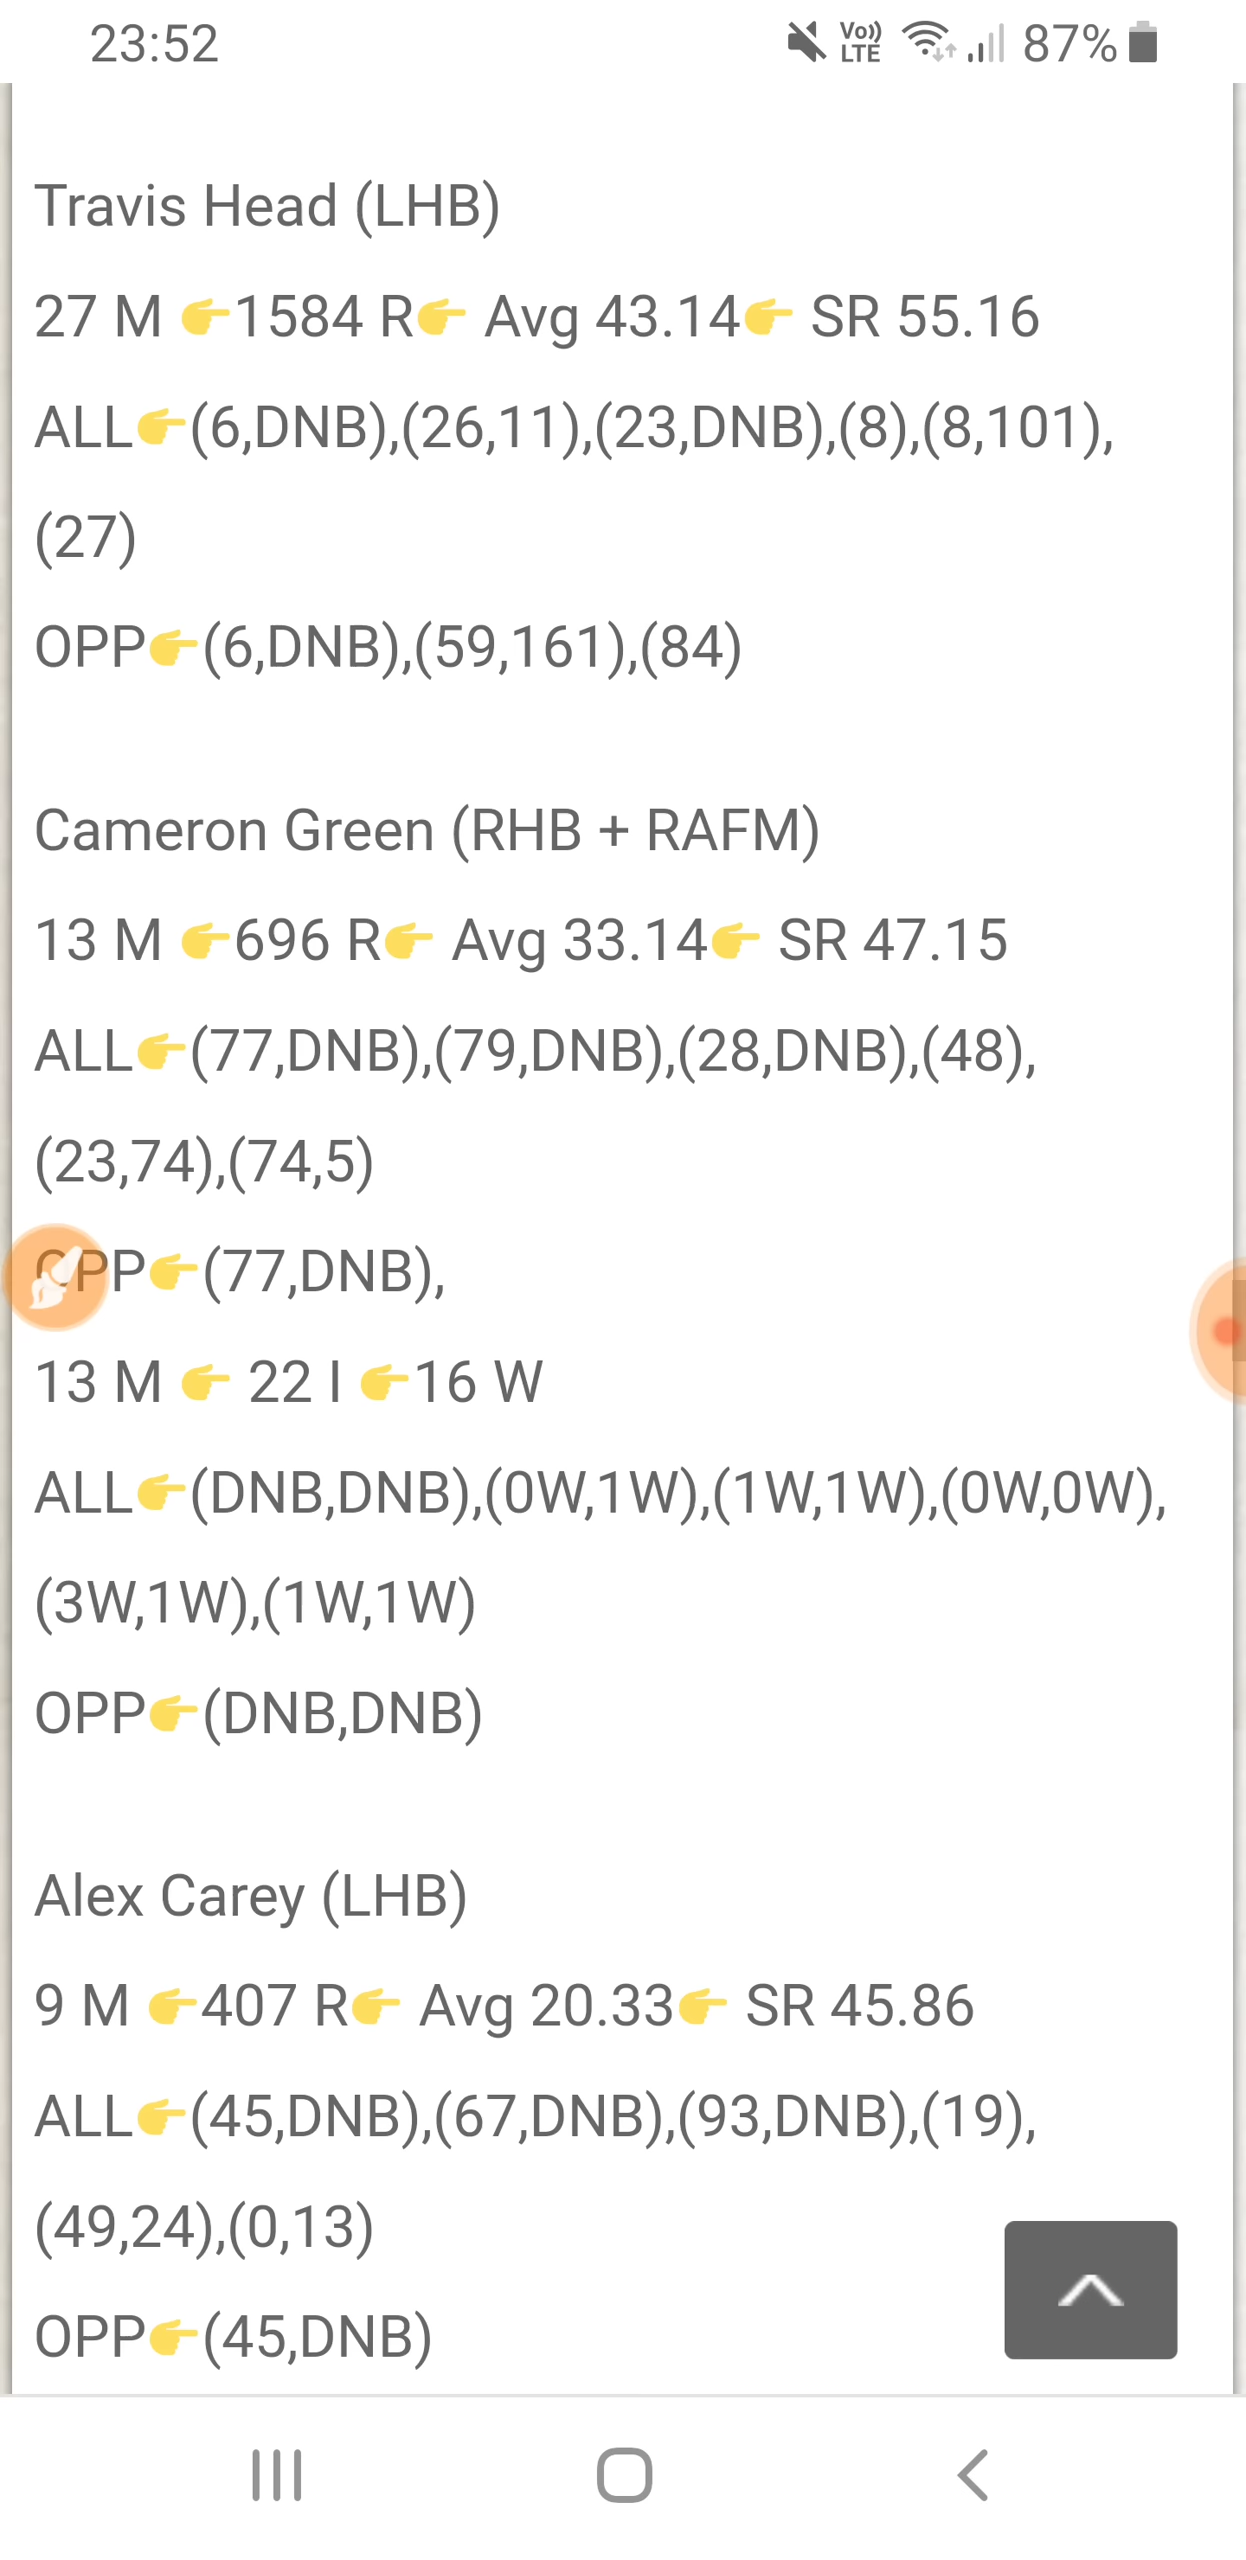 23:52
Vo)) LTE 87%
Travis Head (LHB)
27 M 👉1584 R👉 Avg 43.14👉 SR 55.16
ALL👉(6,DNB),(26,11),(23,DNB),(8),(8,101),
(27)
OPP👉(6,DNB),(59,161),(84)
Cameron Green (RHB + RAFM)
13 M 👉696 R👉 Avg 33.14👉 SR 47.15
ALL👉(77,DNB),(79,DNB),(28,DNB),(48),
(23,74),(74,5)
OPP👉(77,DNB),
13 M 👉 22 I 👉16 W
ALL👉(DNB,DNB),(0W,1W),(1W,1W),(0W,0W),
(3W,1W),(1W,1W)
OPP👉(DNB,DNB)
Alex Carey (LHB)
9 M 👉407 R👉 Avg 20.33👉 SR 45.86
ALL👉(45,DNB),(67,DNB),(93,DNB),(19),
(49,24),(0,13)
OPP👉(45,DNB)